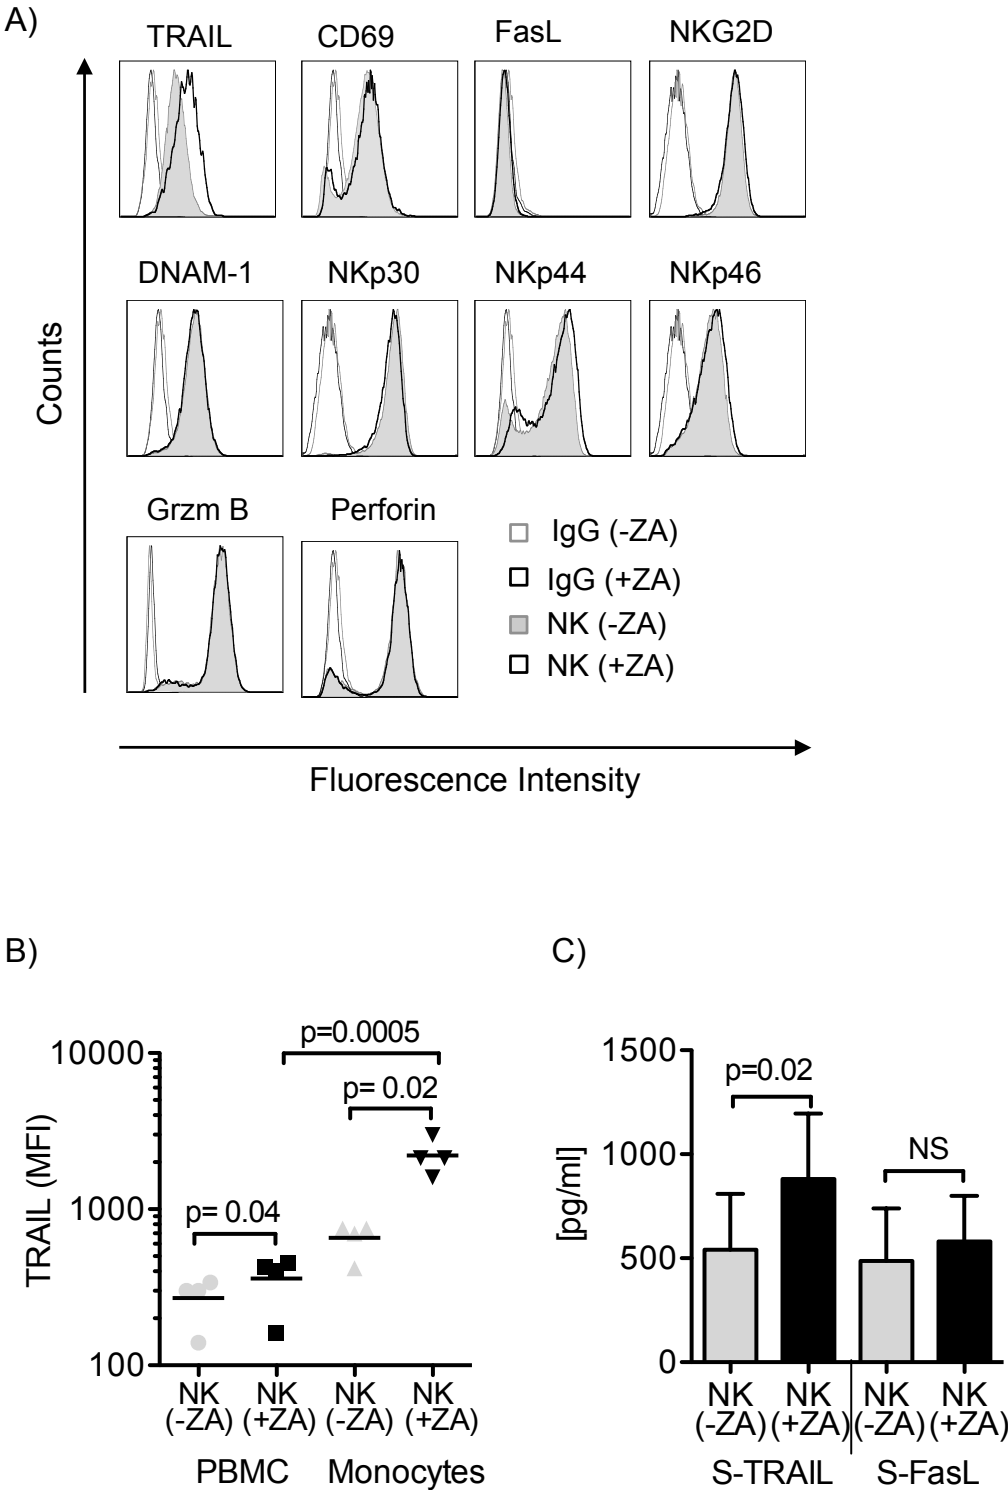 A)
TRAIL CD69 FasL NKG2D
DNAM-1 NKp30 NKp44 NKp46
Counts
Grzm B Perforin
IgG (-ZA)
IgG (+ZA)
NK (-ZA)
NK (+ZA)
Fluorescence Intensity
B)
TRAIL (MFI)
10000
1000
100
p=0.0005
p= 0.02
p= 0.04
NK NK NK NK
(-ZA) (+ZA) (-ZA) (+ZA)
PBMC Monocytes
C)
[pg/ml]
1500
1000
500
0
p=0.02
NS
NK NK NK NK
(-ZA) (+ZA) (-ZA) (+ZA)
S-TRAIL S-FasL